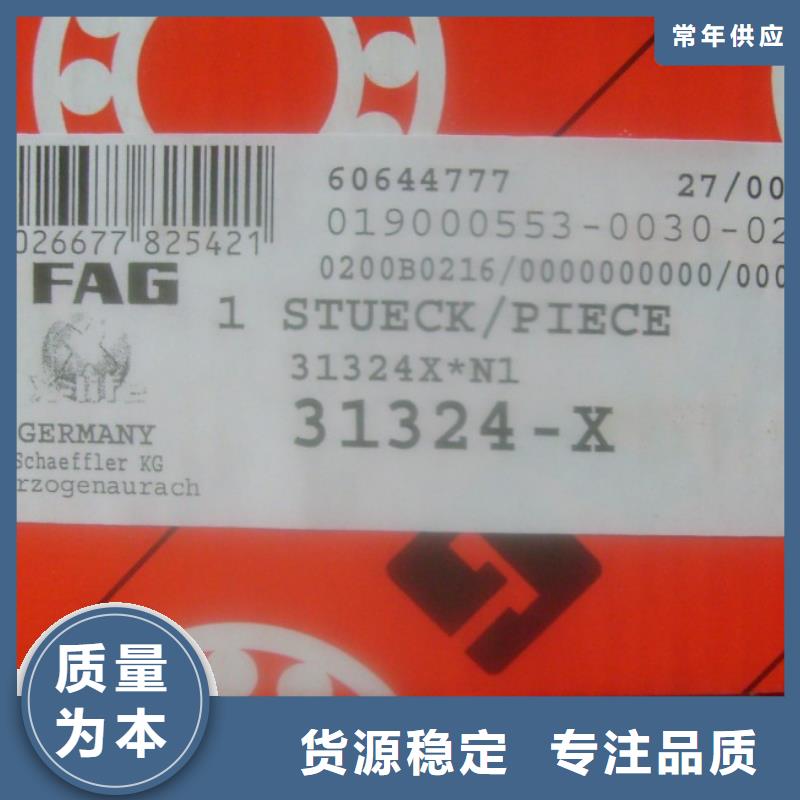 常年供应
60644777 27/00
019000553-0030-02
026677 825421
0200B0216/0000000000/000
FAG
1 STUECK/PIECE
31324X*N1
31324-X
GERMANY
Schaeffler KG
rzogenaurach
质量
为本
货源稳定 专注品质